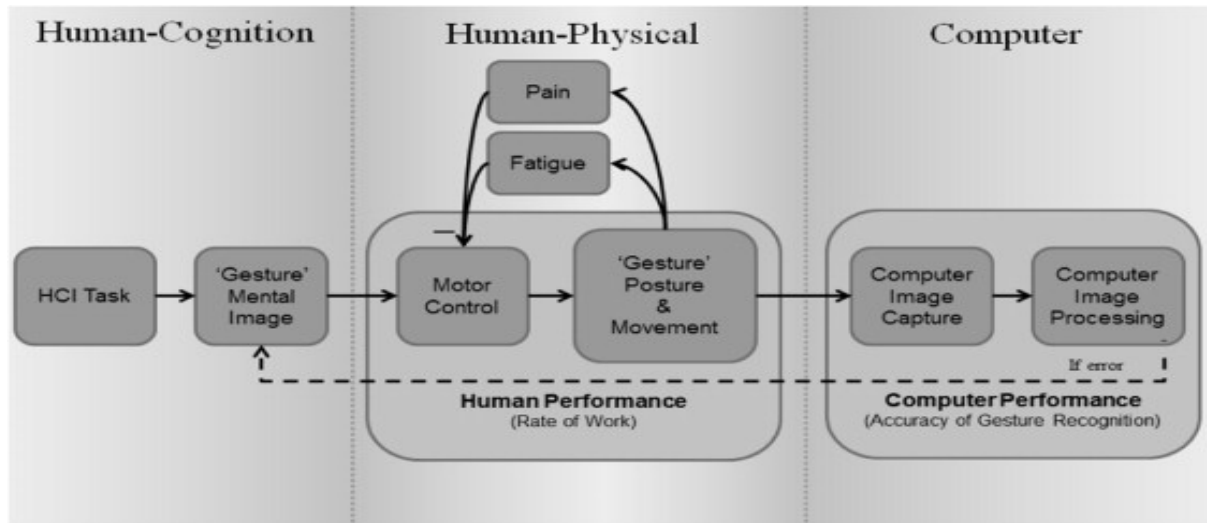 Human-Cognition
Human-Physical
Computer
Pain
Fatigue
HCI Task
‘Gesture’
Mental
Image
—
Motor
Control
‘Gesture’
Posture
&
Movement
Computer
Image
Capture
Computer
Image
Processing
If error
Human Performance
(Rate of Work)
Computer Performance
(Accuracy of Gesture Recognition)